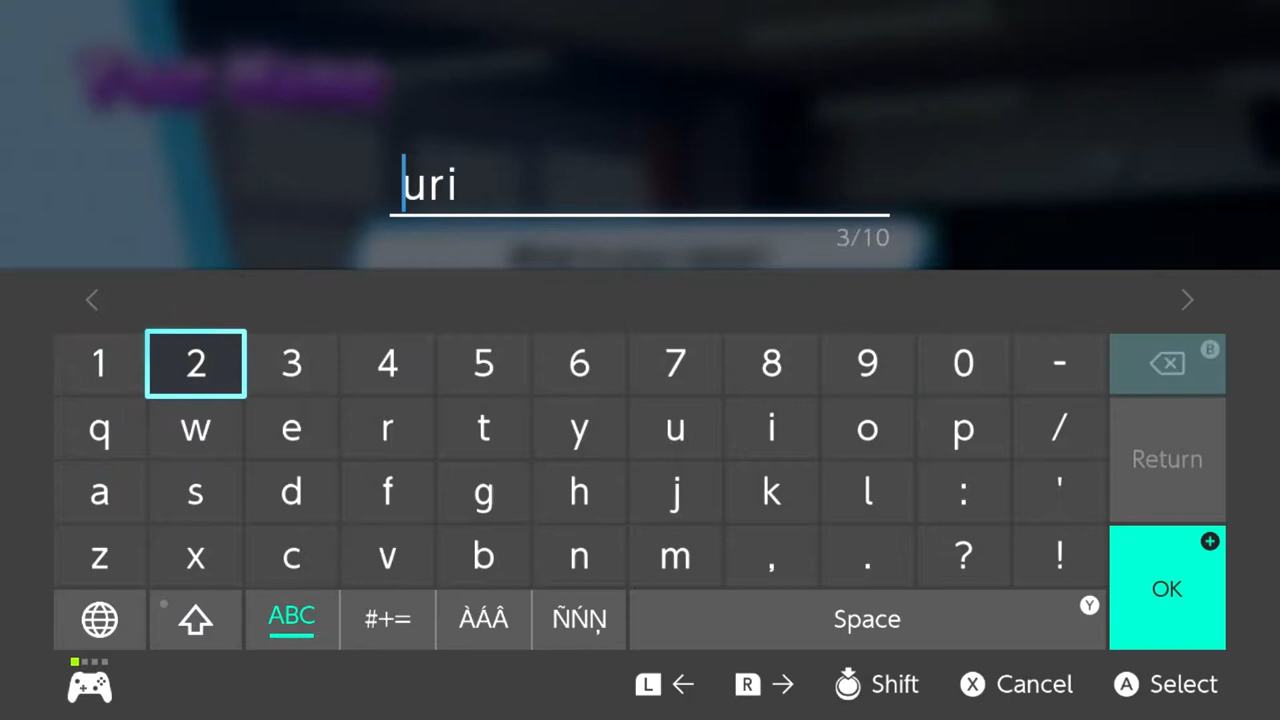 uri
3/10
1 2 3 4 5 6 7 8 9 0 - B
q w e r t y u i o p /
Return
a s d f g h j k l : '
z x c v b n m , . ? !
OK
ABC #+= ÀÁÂ ÑŃŅ Space Y
L ← R → Shift X Cancel A Select